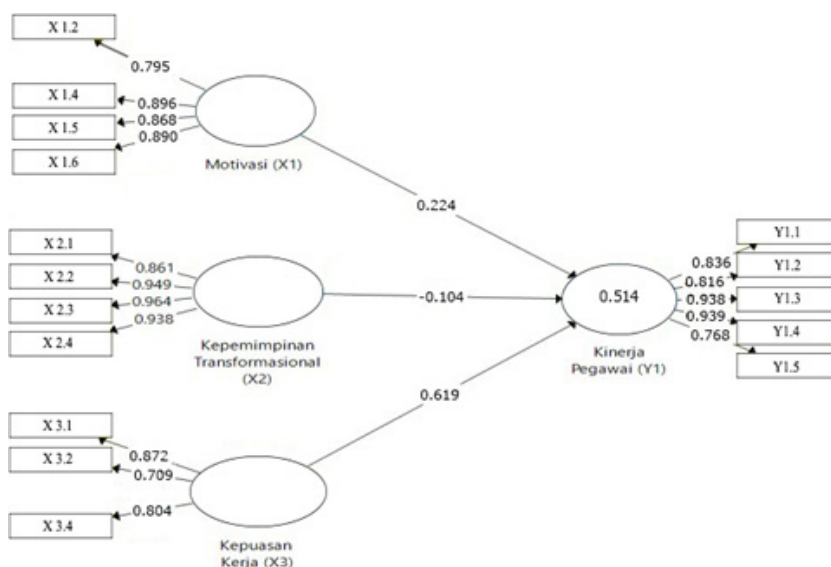 X 1.2
0.795
X 1.4
0.896
X 1.5
0.868
X 1.6
0.890
Motivasi (X1)
0.224
X 2.1
0.861
X 2.2
0.949
X 2.3
0.964
X 2.4
0.938
Kepemimpinan
Transformasional
(X2)
-0.104
X 3.1
0.872
X 3.2
0.709
X 3.4
0.804
Kepuasan
Kerja (X3)
0.619
0.514
Kinerja
Pegawai (Y1)
0.836
Y1.1
0.816
Y1.2
0.938
Y1.3
0.939
Y1.4
0.768
Y1.5